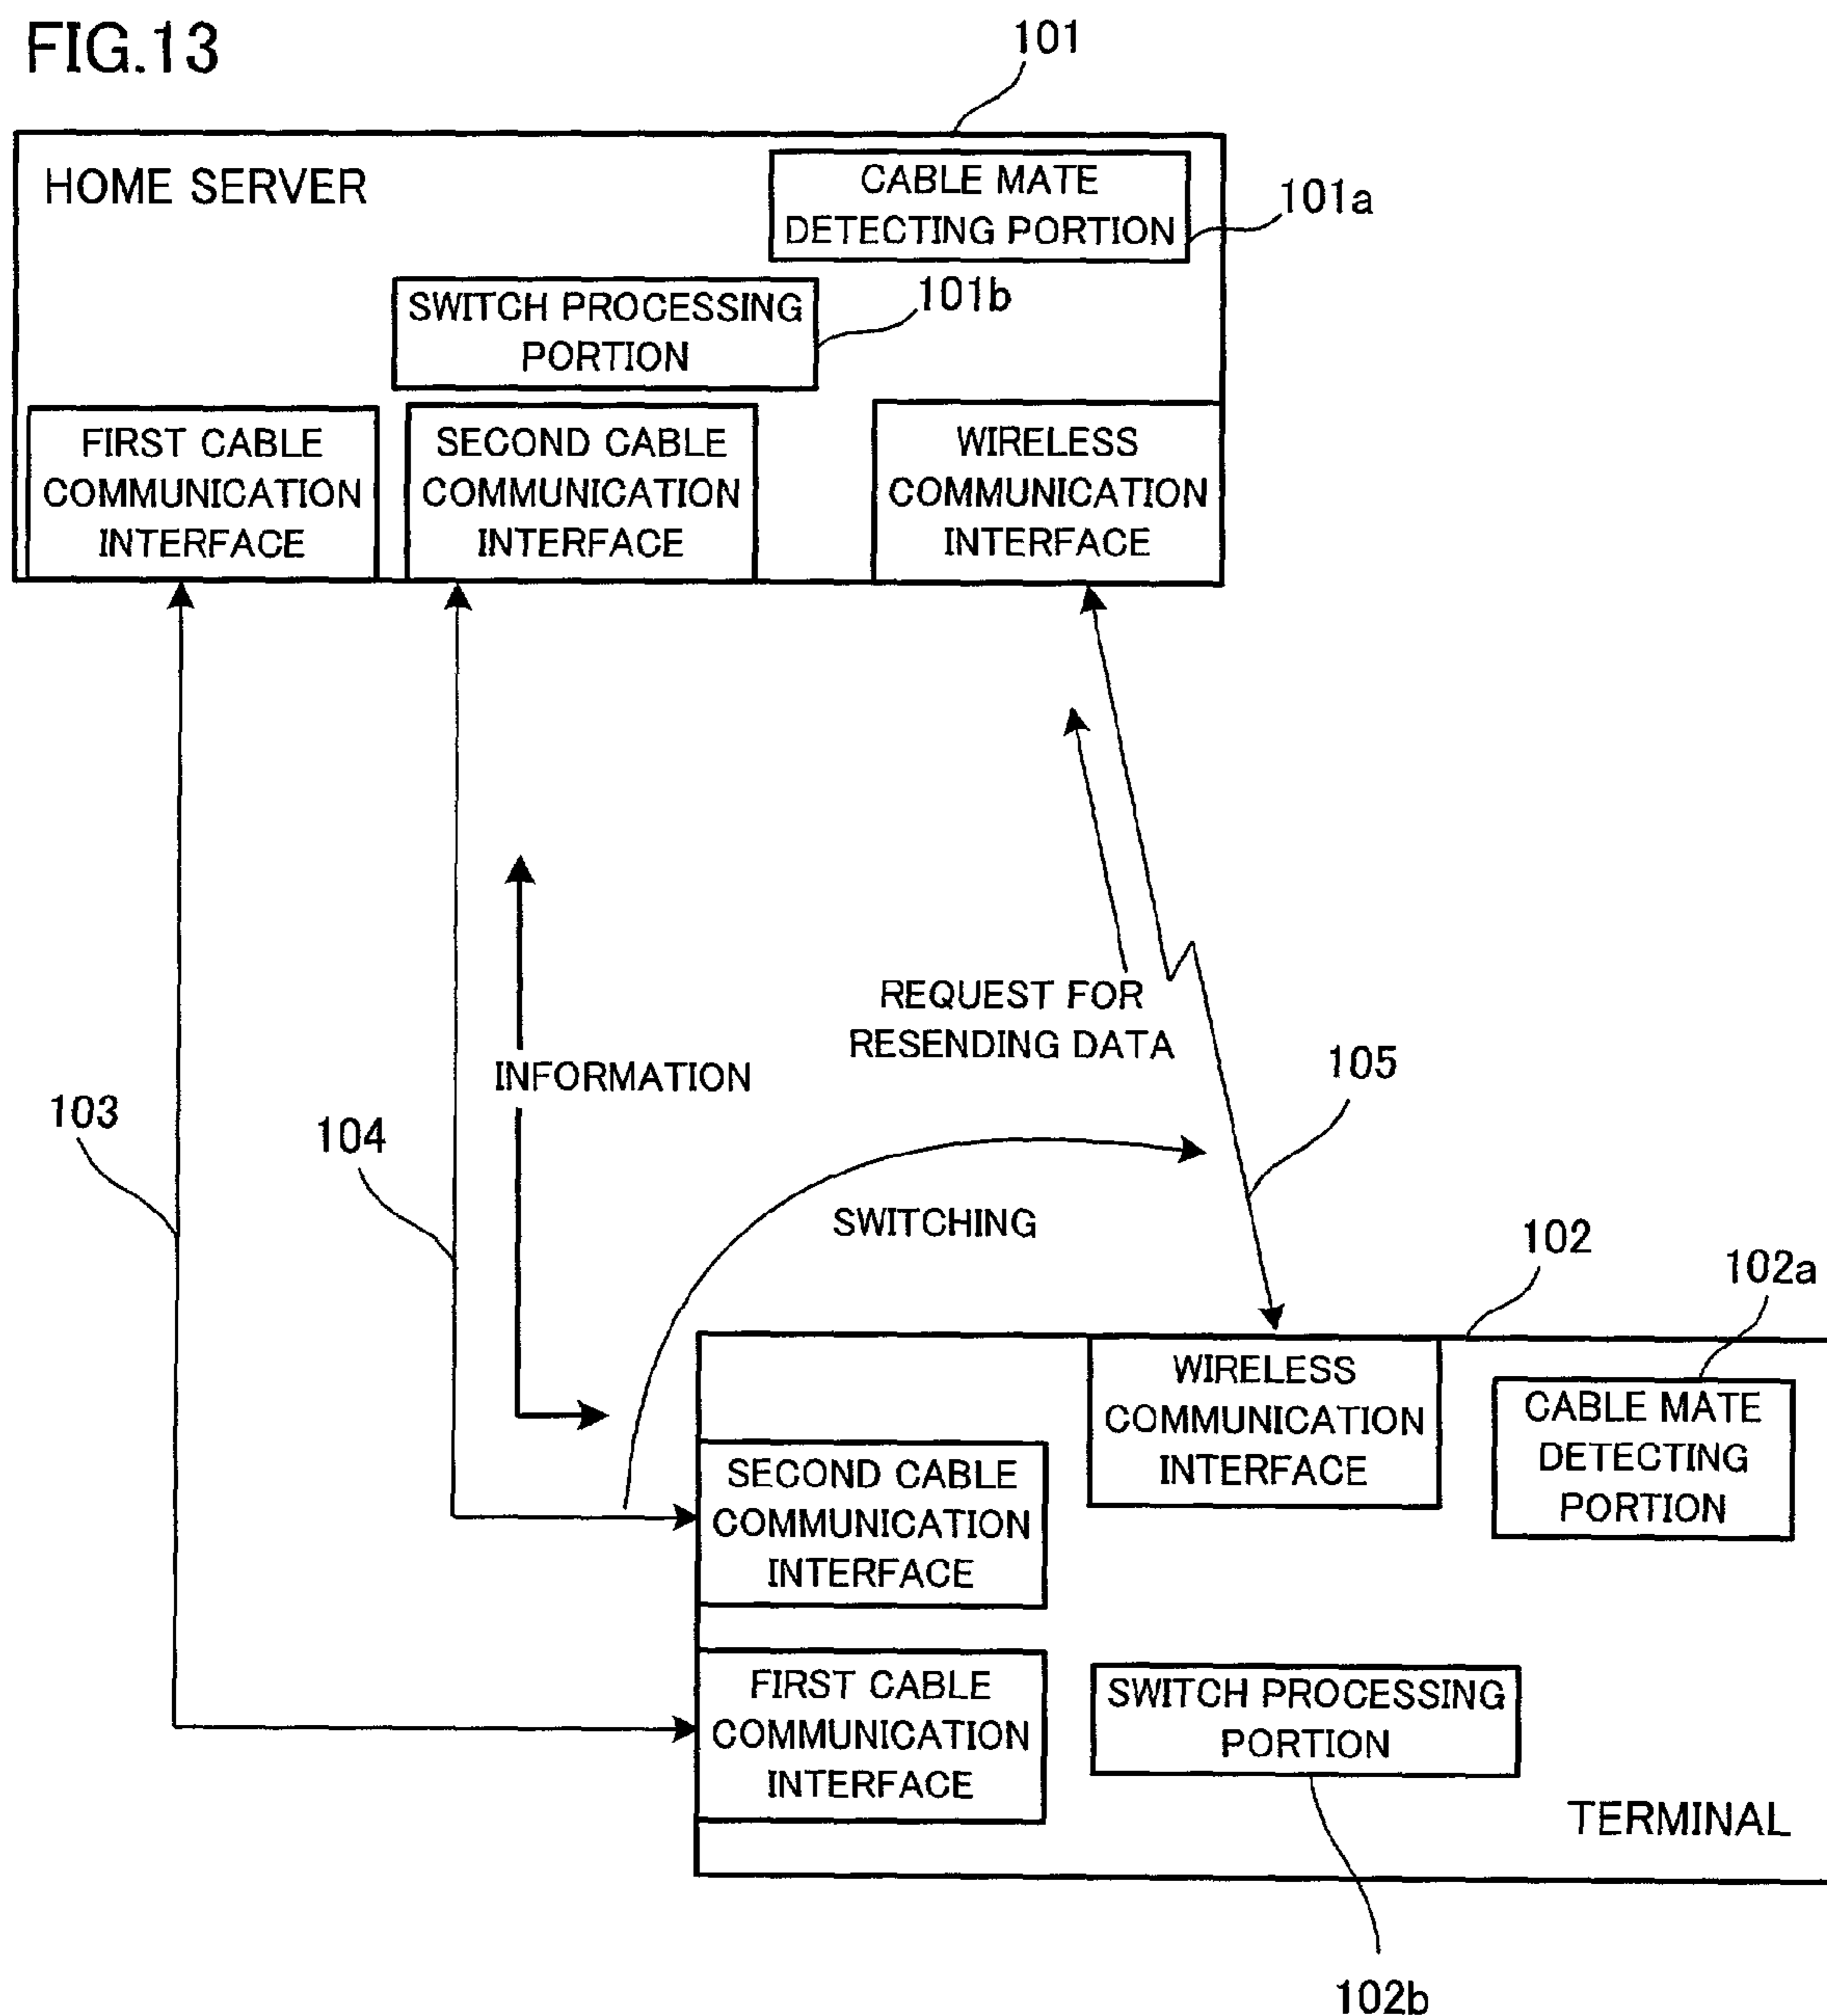 FIG.13
101
HOME SERVER
CABLE MATE
DETECTING PORTION
101a
SWITCH PROCESSING
PORTION
101b
FIRST CABLE
COMMUNICATION
INTERFACE
SECOND CABLE
COMMUNICATION
INTERFACE
WIRELESS
COMMUNICATION
INTERFACE
REQUEST FOR
RESENDING DATA
INFORMATION
103
104
105
SWITCHING
102
102a
WIRELESS
COMMUNICATION
INTERFACE
CABLE MATE
DETECTING
PORTION
SECOND CABLE
COMMUNICATION
INTERFACE
FIRST CABLE
COMMUNICATION
INTERFACE
SWITCH PROCESSING
PORTION
TERMINAL
102b